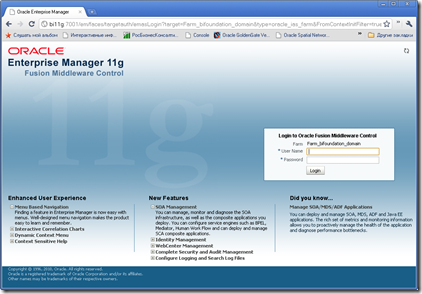 Oracle Enterprise Manager
bi11g:7001/em/faces/targetauth/emasLogin?target=Farm_bifoundation_domain&type=oracle_ias_farm&fromContextInitFilter=true
Слушать мой альбом
Интерактивные инф...
РосБизнесКонсалти...
Console
Oracle GoldenGate Ve...
Oracle Spatial Netwo...
Другие закладки
ORACLE
Enterprise Manager 11g
Fusion Middleware Control
11g
Login to Oracle Fusion Middleware Control
Farm Farm_bifoundation_domain
* User Name
* Password
Login
Enhanced User Experience
Menu Based Navigation
Finding a feature in Enterprise Manager is now easy with
menus. Well-designed menu navigation makes the product
easy to learn and remember.
Interactive Correlation Charts
Dynamic Context Menu
Context Sensitive Help
New Features
SOA Management
You can manage, monitor and diagnose the SOA
infrastructure, as well as the composite applications you
deploy. You can configure service engines such as BPEL,
Mediator, Human Work Flow and can deploy and manage
SCA composite applications.
Identity Management
WebCenter Management
Complete Security and Audit Management
Configure Logging and Search Log Files
Did you know...
Manage SOA/MDS/ADF Applications
You can deploy and manage SOA, MDS, ADF and Java EE
applications. The rich set of metrics and monitoring information
allow you to proactively manage the health of the application
and diagnose performance bottlenecks.
Copyright © 1996, 2010, Oracle. All rights reserved.
Oracle is a registered trademark of Oracle Corporation and/or its affiliates.
Other names may be trademarks of their respective owners.